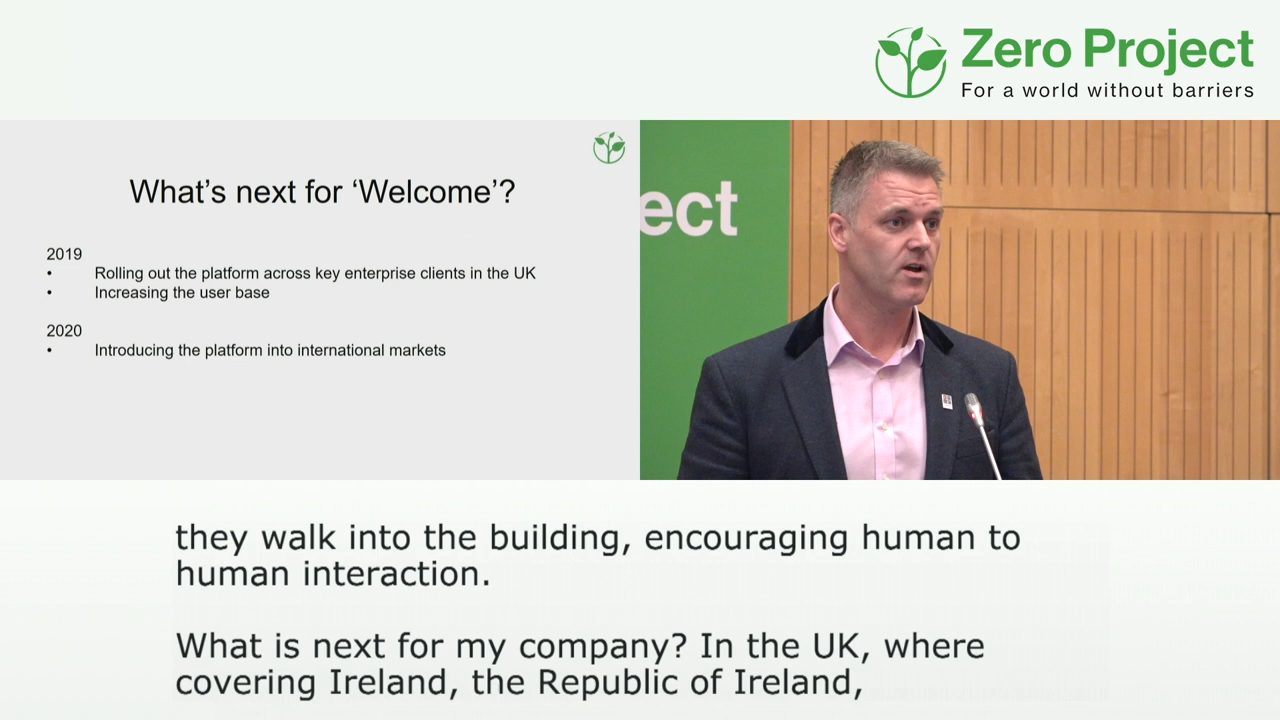 Zero Project
For a world without barriers
What's next for ‘Welcome’?
2019
• Rolling out the platform across key enterprise clients in the UK
• Increasing the user base
2020
• Introducing the platform into international markets
ect
they walk into the building, encouraging human to
human interaction.
What is next for my company? In the UK, where
covering Ireland, the Republic of Ireland,